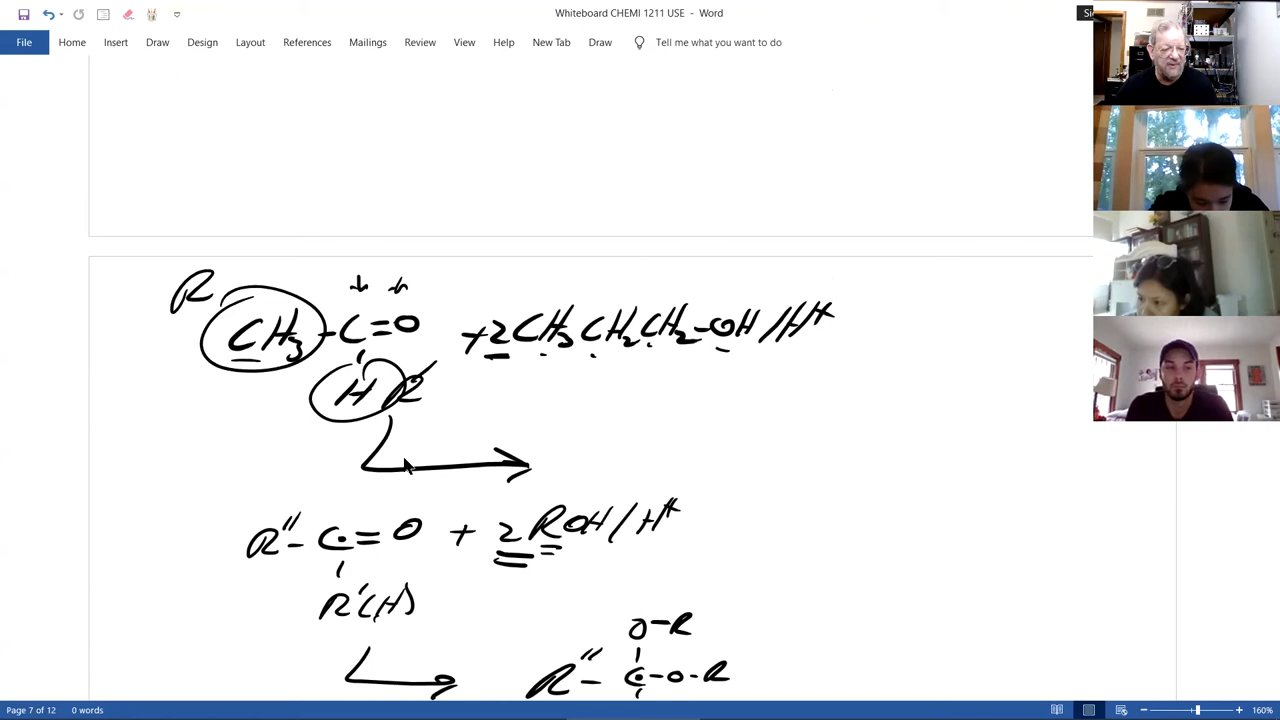 Whiteboard CHEMI 1211 USE - Word
File Home Insert Draw Design Layout References Mailings Review View Help New Tab Draw Tell me what you want to do
R
CH3-C=O +2CH3CH2CH2-OH/H+
H R'
R''-C=O + 2ROH/H+
R'(H)
O-R
R''-C-O-R
Page 7 of 12 0 words 160%